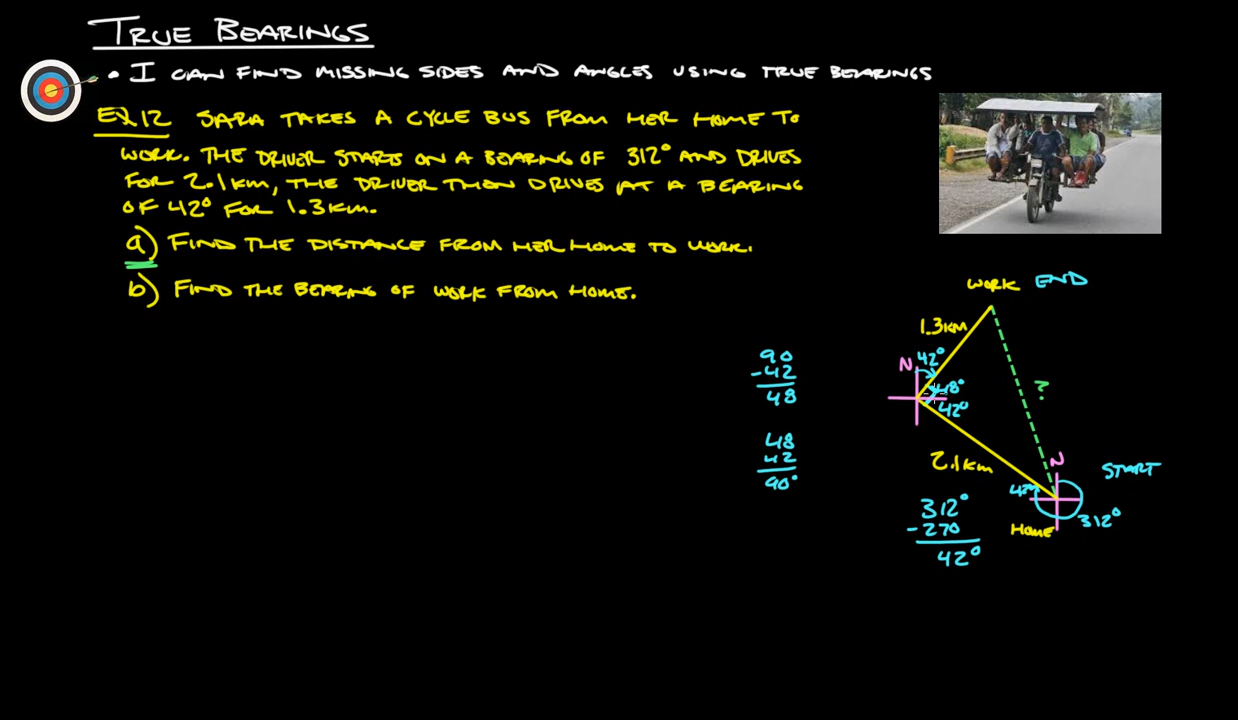 TRUE BEARINGS
• I CAN FIND MISSING SIDES AND ANGLES USING TRUE BEARINGS
EX.12 SARA TAKES A CYCLE BUS FROM HER HOME TO
WORK. THE DRIVER STARTS ON A BEARING OF 312° AND DRIVES
FOR 2.1KM, THE DRIVER THEN DRIVES AT A BEARING
OF 42° FOR 1.3KM.
a) FIND THE DISTANCE FROM HER HOME TO WORK.
b) FIND THE BEARING OF WORK FROM HOME.
WORK END
1.3KM
N 42°
48°
42°
?
2.1KM
N
START
42°
312°
HOME
90
-42
48
48
42
90°
312°
-270
42°